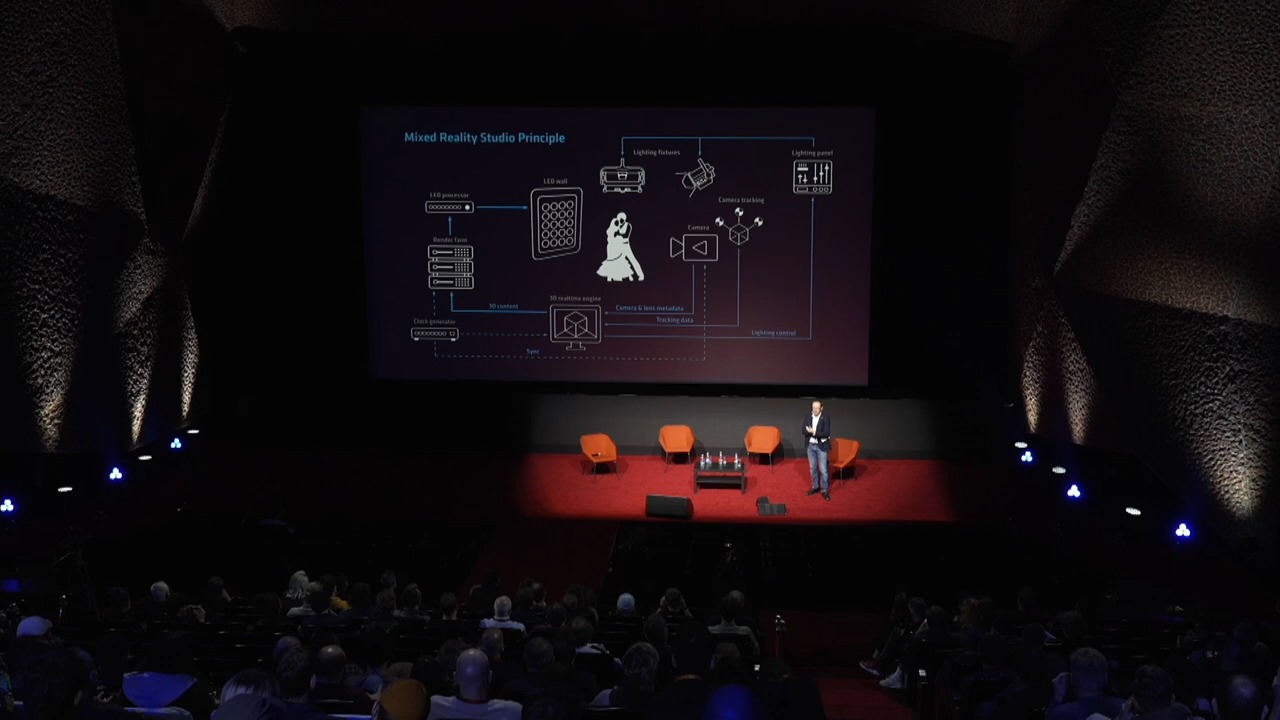 Mixed Reality Studio Principle
Lighting fixtures
Lighting panel
LED wall
LED processor
Camera tracking
Camera
Render farm
3D realtime engine
3D content
Camera & lens metadata
Tracking data
Clock generator
Lighting control
Sync